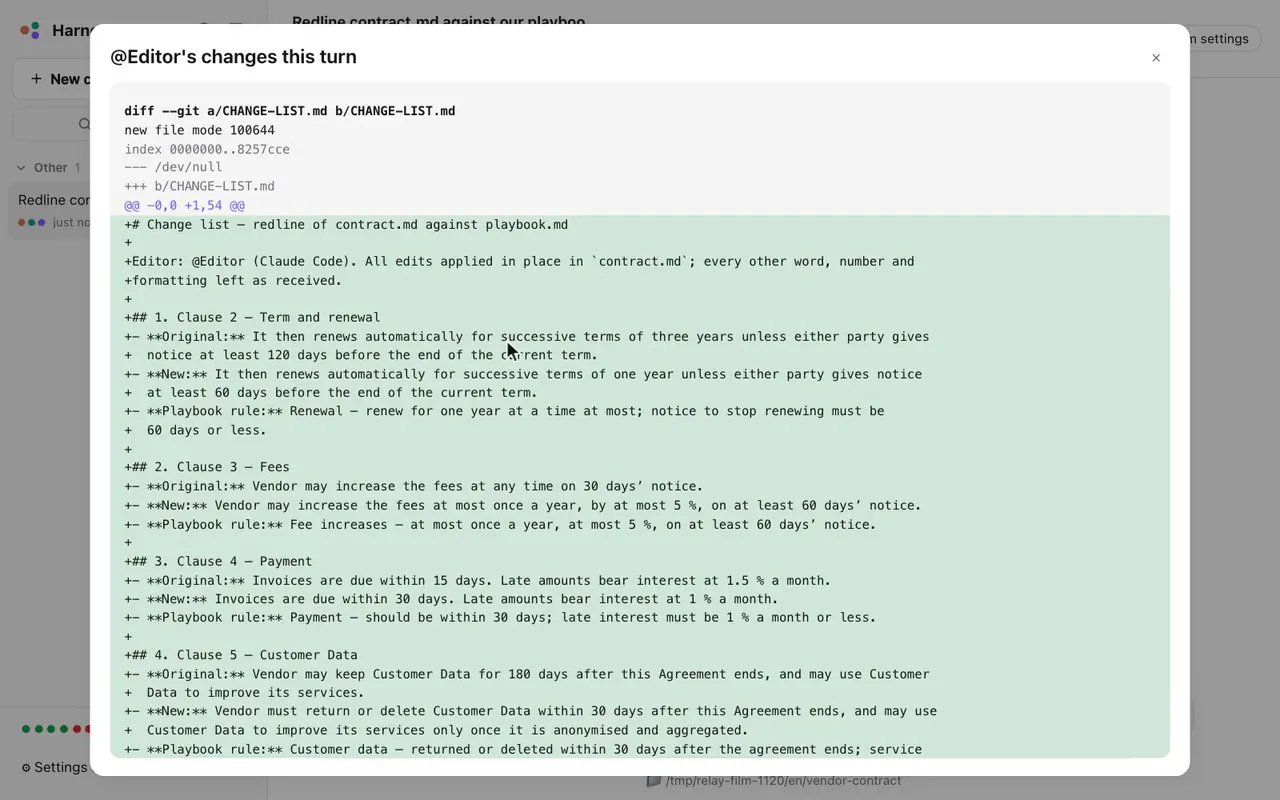 Harne
Redline contract.md against our playboo
m settings
+ New c
Other 1
Redline cor
just no
Settings
@Editor's changes this turn
×
diff --git a/CHANGE-LIST.md b/CHANGE-LIST.md
new file mode 100644
index 0000000..8257cce
--- /dev/null
+++ b/CHANGE-LIST.md
@@ -0,0 +1,54 @@
+# Change list — redline of contract.md against playbook.md
+
+Editor: @Editor (Claude Code). All edits applied in place in `contract.md`; every other word, number and
+formatting left as received.
+
+## 1. Clause 2 — Term and renewal
+- **Original:** It then renews automatically for successive terms of three years unless either party gives
+  notice at least 120 days before the end of the current term.
+- **New:** It then renews automatically for successive terms of one year unless either party gives notice
+  at least 60 days before the end of the current term.
+- **Playbook rule:** Renewal — renew for one year at a time at most; notice to stop renewing must be
+  60 days or less.
+
+## 2. Clause 3 — Fees
+- **Original:** Vendor may increase the fees at any time on 30 days’ notice.
+- **New:** Vendor may increase the fees at most once a year, by at most 5 %, on at least 60 days’ notice.
+- **Playbook rule:** Fee increases — at most once a year, at most 5 %, on at least 60 days’ notice.
+
+## 3. Clause 4 — Payment
+- **Original:** Invoices are due within 15 days. Late amounts bear interest at 1.5 % a month.
+- **New:** Invoices are due within 30 days. Late amounts bear interest at 1 % a month.
+- **Playbook rule:** Payment — should be within 30 days; late interest must be 1 % a month or less.
+
+## 4. Clause 5 — Customer Data
+- **Original:** Vendor may keep Customer Data for 180 days after this Agreement ends, and may use Customer
+  Data to improve its services.
+- **New:** Vendor must return or delete Customer Data within 30 days after this Agreement ends, and may use
+  Customer Data to improve its services only once it is anonymised and aggregated.
+- **Playbook rule:** Customer data — returned or deleted within 30 days after the agreement ends; service
/tmp/relay-film-1120/en/vendor-contract